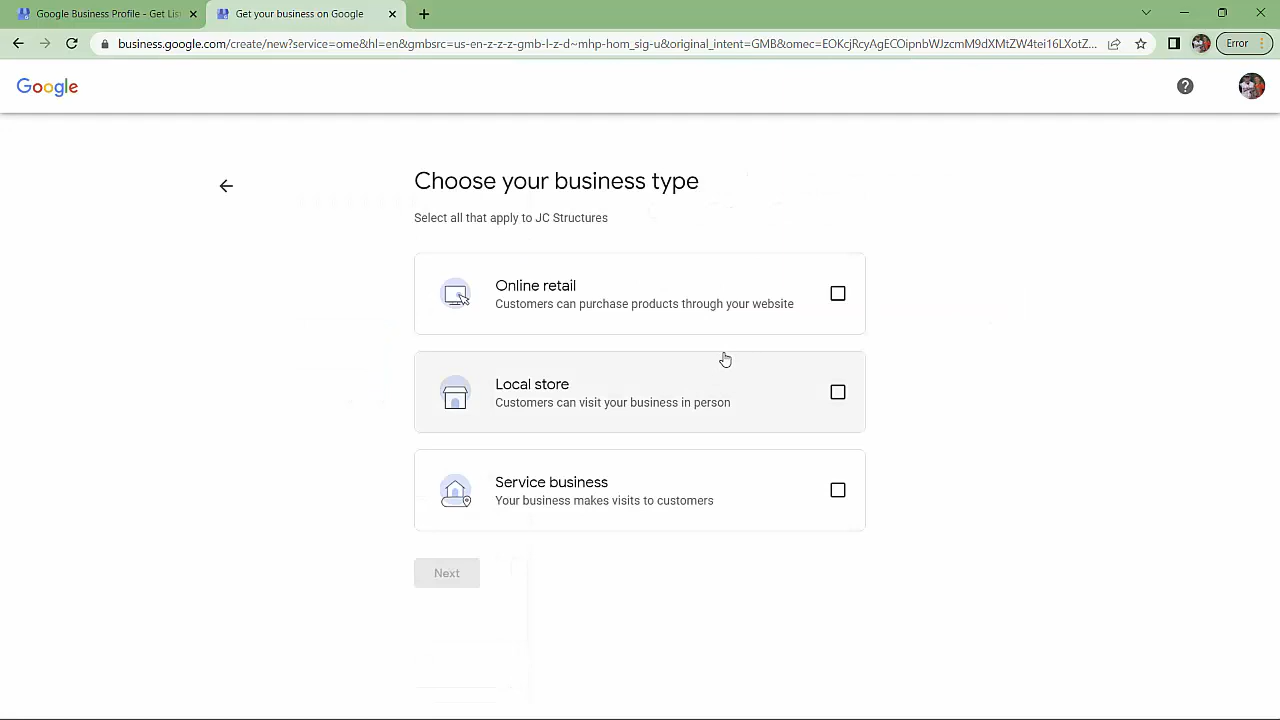 Google Business Profile - Get List
Get your business on Google
business.google.com/create/new?service=ome&hl=en&gmbsrc=us-en-z-z-z-gmb-l-z-d~mhp-hom_sig-u&original_intent=GMB&omec=EOKcjRcyAgECOipnbWJzcmM9dXMtZW4tei16LXotZ...
Error
Google
Choose your business type
Select all that apply to JC Structures
Online retail
Customers can purchase products through your website
Local store
Customers can visit your business in person
Service business
Your business makes visits to customers
Next